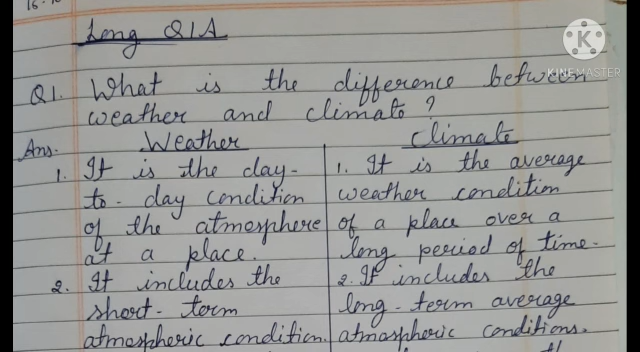 15-10
Long Q/A
KINEMASTER
Q1. What is the difference between
weather and climate?
Ans. Weather
1. It is the day-
to-day condition
of the atmosphere
at a place.
2. It includes the
short-term
atmospheric condition.
Climate
1. It is the average
weather condition
of a place over a
long period of time.
2. It includes the
long-term average
atmospheric conditions.
the